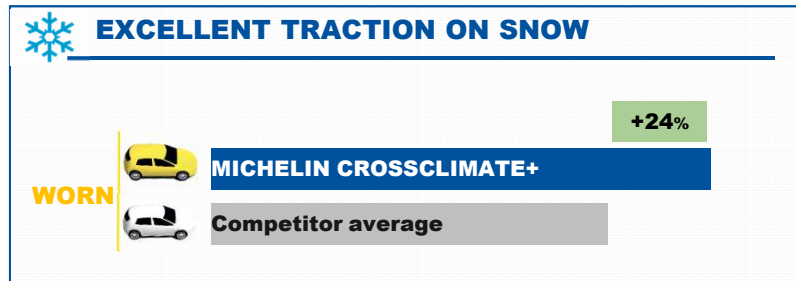 EXCELLENT TRACTION ON SNOW
+24%
MICHELIN CROSSCLIMATE+
WORN
Competitor average